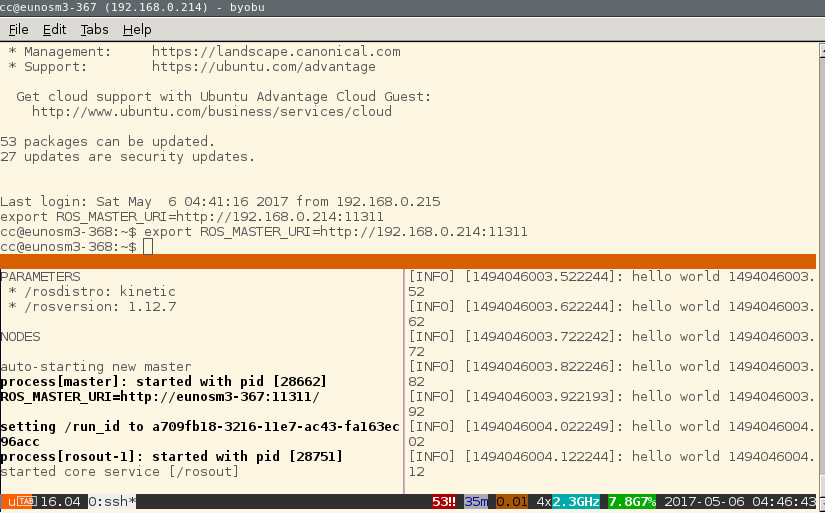 cc@eunosm3-367 (192.168.0.214) - byobu
File Edit Tabs Help
* Management: https://landscape.canonical.com
* Support: https://ubuntu.com/advantage
Get cloud support with Ubuntu Advantage Cloud Guest:
http://www.ubuntu.com/business/services/cloud
53 packages can be updated.
27 updates are security updates.
Last login: Sat May  6 04:41:16 2017 from 192.168.0.215
export ROS_MASTER_URI=http://192.168.0.214:11311
cc@eunosm3-368:~$ export ROS_MASTER_URI=http://192.168.0.214:11311
cc@eunosm3-368:~$
PARAMETERS
* /rosdistro: kinetic
* /rosversion: 1.12.7
NODES
auto-starting new master
process[master]: started with pid [28662]
ROS_MASTER_URI=http://eunosm3-367:11311/
setting /run_id to a709fb18-3216-11e7-ac43-fa163ec
96acc
process[rosout-1]: started with pid [28751]
started core service [/rosout]
[INFO] [1494046003.522244]: hello world 1494046003.
52
[INFO] [1494046003.622244]: hello world 1494046003.
62
[INFO] [1494046003.722242]: hello world 1494046003.
72
[INFO] [1494046003.822246]: hello world 1494046003.
82
[INFO] [1494046003.922193]: hello world 1494046003.
92
[INFO] [1494046004.022249]: hello world 1494046004.
02
[INFO] [1494046004.122244]: hello world 1494046004.
12
u 16.04 0:ssh* 53!! 35m 0.01 4x2.3GHz 7.8G7% 2017-05-06 04:46:43